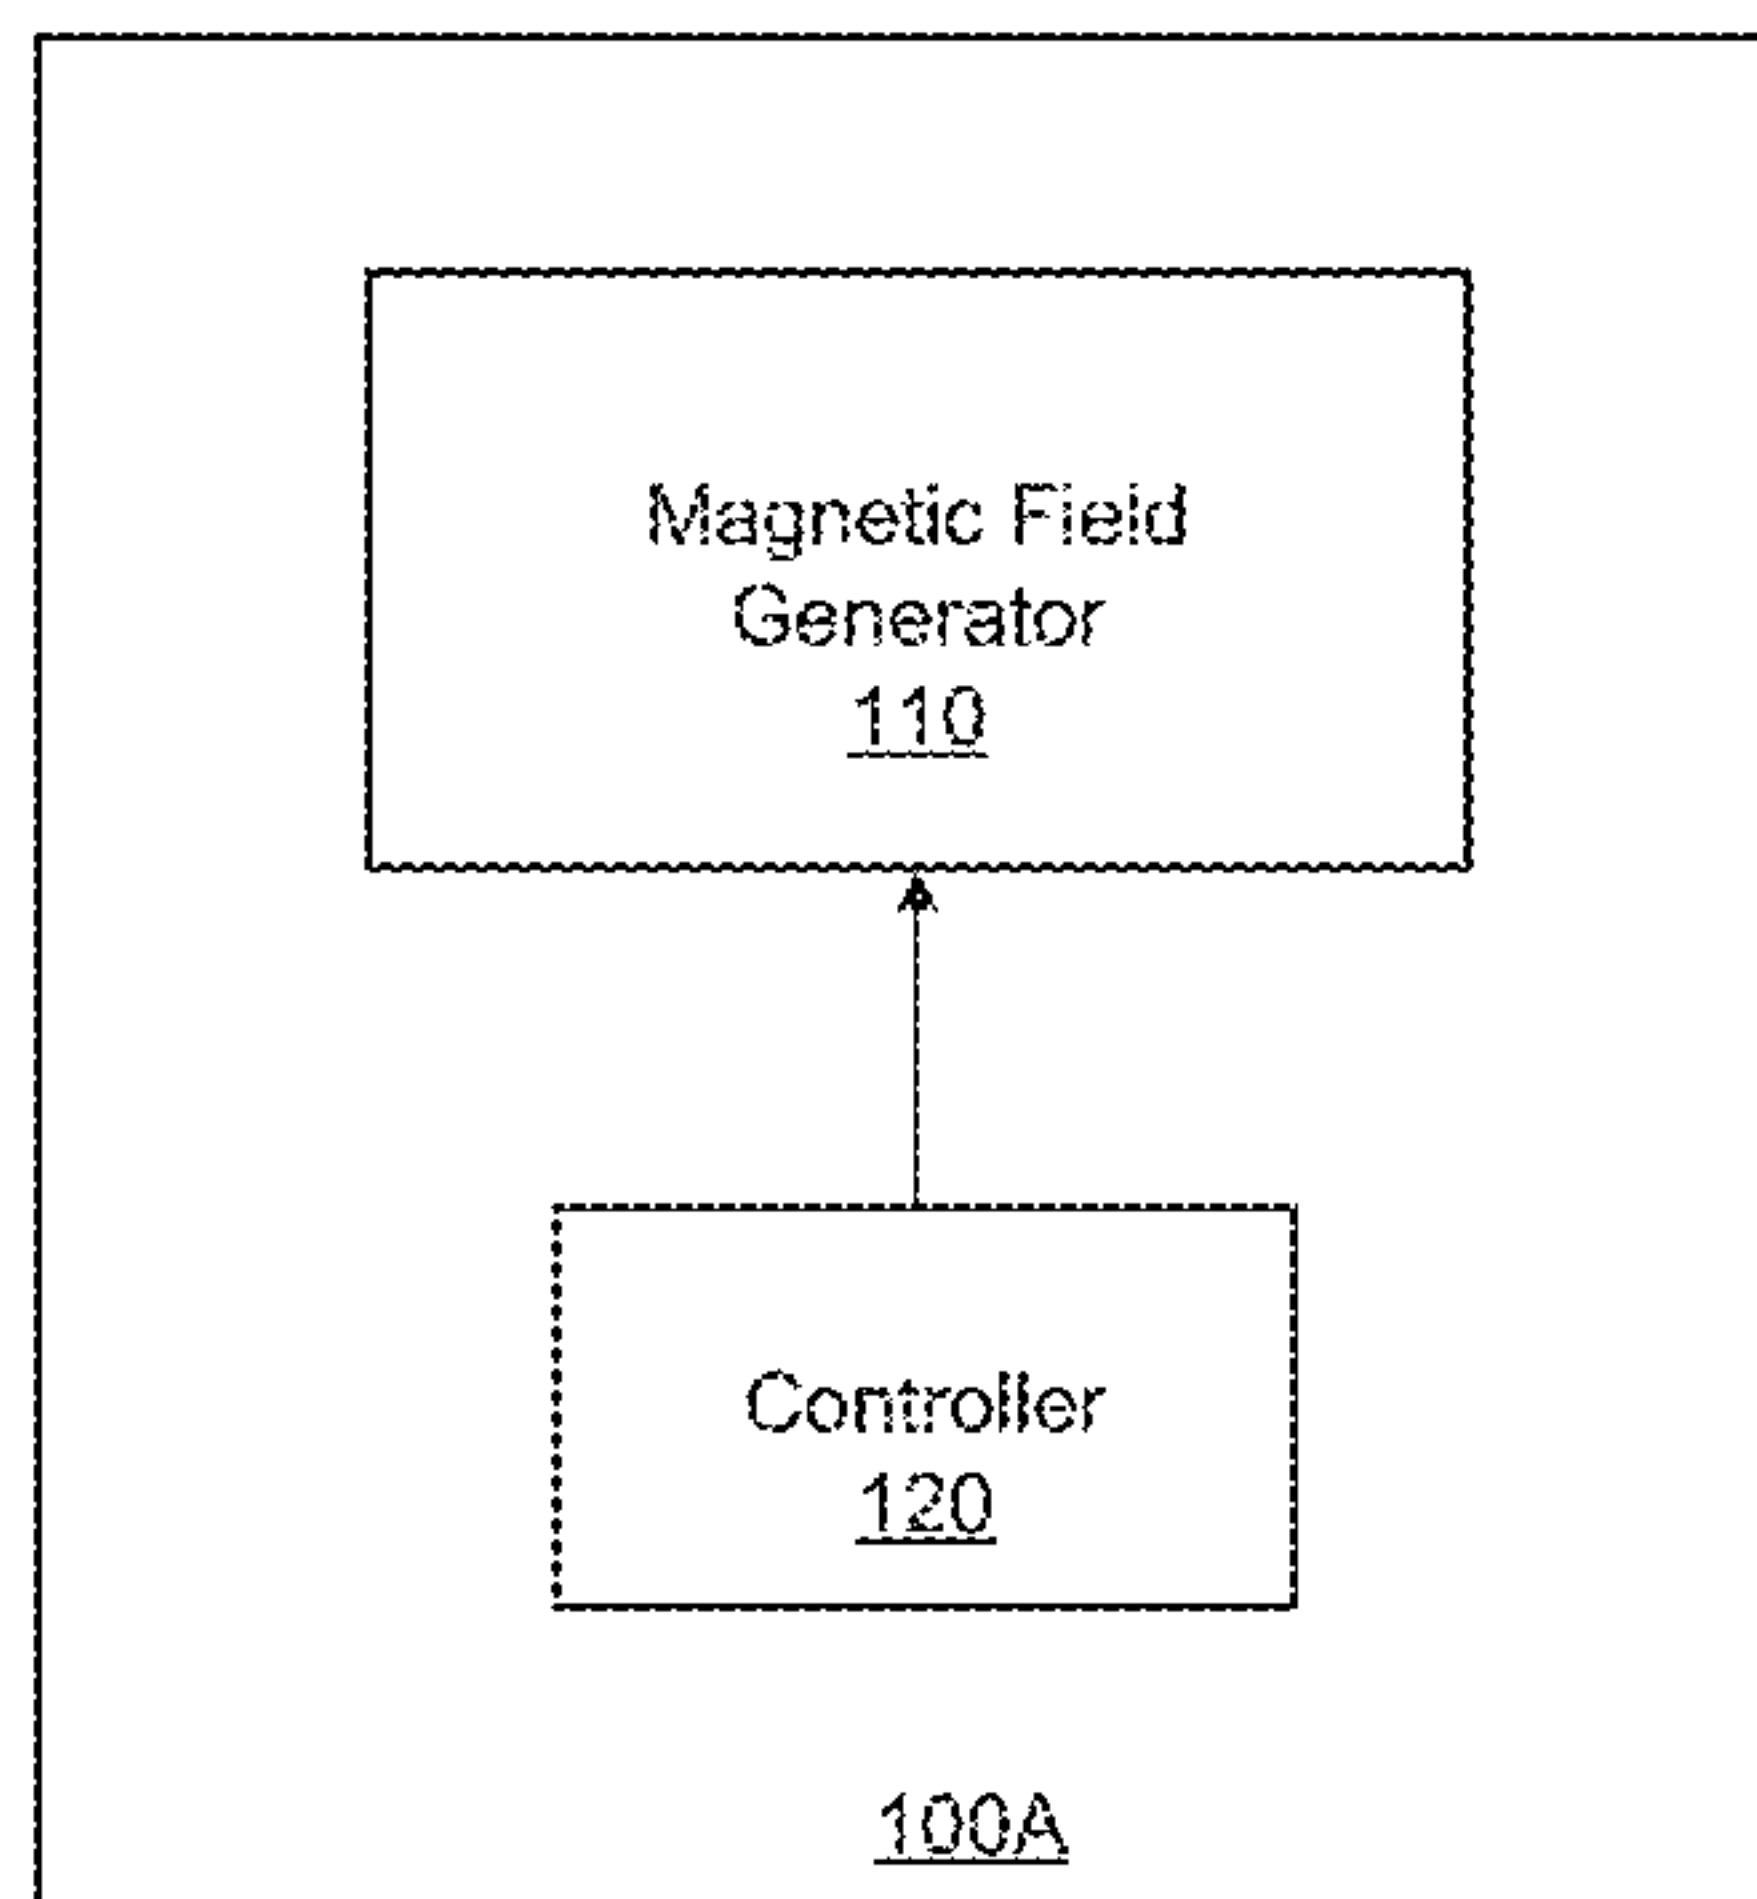 Magnetic Field
Generator
110
Controller
120
100A